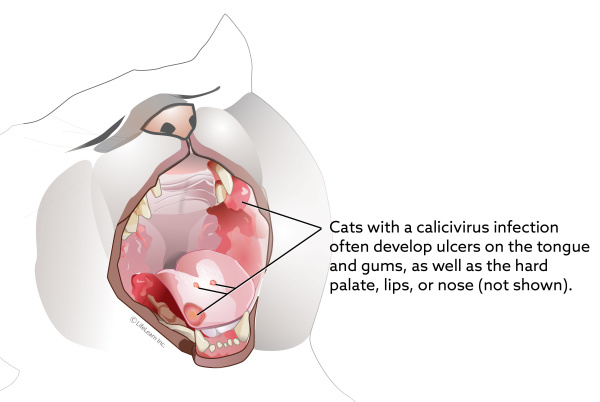 Cats with a calicivirus infection
often develop ulcers on the tongue
and gums, as well as the hard
palate, lips, or nose (not shown).
© LifeLearn Inc.